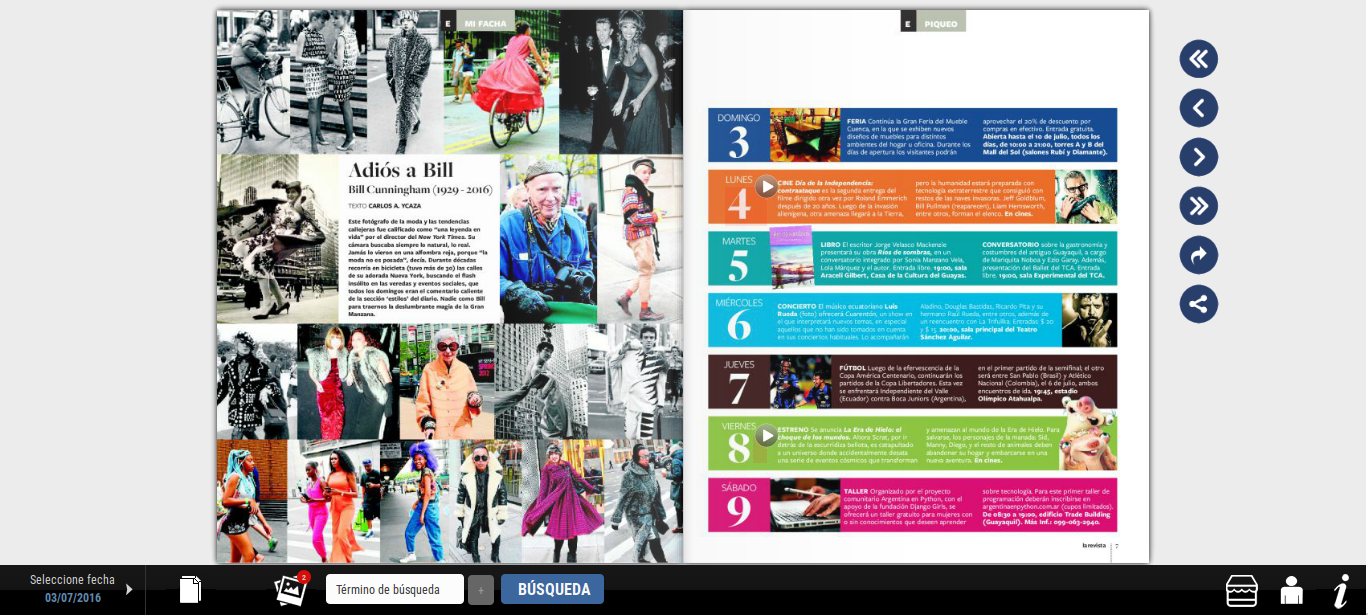 E MI FACHA
Adiós a Bill
Bill Cunningham (1929 - 2016)
TEXTO CARLOS A. YCAZA
Este fotógrafo de la moda y las tendencias
callejeras fue calificado como “una leyenda en
vida” por el director del New York Times. Su
cámara buscaba siempre lo natural, lo real.
Jamás lo vieron en una alfombra roja, porque “la
moda no es posada”, decía. Durante décadas
recorría en bicicleta (tuvo más de 30) las calles
de su adorada Nueva York, buscando el flash
insólito en las veredas y eventos sociales, que
todos los domingos eran el comentario caliente
de la sección ‘estilos’ del diario. Nadie como Bill
para traernos la deslumbrante magia de la Gran
Manzana.
E PIQUEO
DOMINGO
3
FERIA Continúa la Gran Feria del Mueble
Cuenca, en la que se exhiben nuevos
diseños de muebles para distintos
ambientes del hogar u oficina. Durante los
días de apertura los visitantes podrán
aprovechar el 20% de descuento por
compras en efectivo. Entrada gratuita.
Abierta hasta el 10 de julio, todos los
días, de 10:00 a 21:00, torres A y B del
Mall del Sol (salones Rubí y Diamante).
LUNES
4
CINE Día de la Independencia:
contraataque es la segunda entrega del
filme dirigido otra vez por Roland Emmerich
después de 20 años. Luego de la invasión
alienígena, otra amenaza llegará a la Tierra,
pero la humanidad estará preparada con
tecnología extraterrestre que consiguió con
restos de las naves invasoras. Jeff Goldblum,
Bill Pullman (reaparecen), Liam Hemsworth,
entre otros, forman el elenco. En cines.
MARTES
5
LIBRO El escritor Jorge Velasco Mackenzie
presentará su obra Ríos de sombras, en un
conversatorio integrado por Sonia Manzano Vela,
Lola Márquez y el autor. Entrada libre. 19:00, sala
Araceli Gilbert, Casa de la Cultura del Guayas.
CONVERSATORIO sobre la gastronomía y
costumbres del antiguo Guayaquil, a cargo
de Mariquita Noboa y Ezio Garay. Además,
presentación del Ballet del TCA. Entrada
libre. 19:00, sala Experimental del TCA.
MIÉRCOLES
6
CONCIERTO El músico ecuatoriano Luis
Rueda (foto) ofrecerá Cuarentón, un show en
el que interpretará nuevos temas, en especial
aquellos que no han sido tomados en cuenta
en sus conciertos habituales. Lo acompañarán
Aladino, Douglas Bastidas, Ricardo Pita y su
hermano Raúl Rueda, entre otros, además de
un reencuentro con La Trifullka. Entradas: $ 20
y $ 15. 20:00, sala principal del Teatro
Sánchez Aguilar.
JUEVES
7
FÚTBOL Luego de la efervescencia de la
Copa América Centenario, continuarán los
partidos de la Copa Libertadores. Esta vez
se enfrentará Independiente del Valle
(Ecuador) contra Boca Juniors (Argentina),
en el primer partido de la semifinal; el otro
será entre San Pablo (Brasil) y Atlético
Nacional (Colombia), el 6 de julio, ambos
encuentros de ida. 19:45, estadio
Olímpico Atahualpa.
VIERNES
8
ESTRENO Se anuncia La Era de Hielo: el
choque de los mundos. Ahora Scrat, por ir
detrás de la escurridiza bellota, es catapultado
a un universo donde accidentalmente desata
una serie de eventos cósmicos que transforman
y amenazan al mundo de la Era de Hielo. Para
salvarse, los personajes de la manada: Sid,
Manny, Diego, y el resto de animales deben
abandonar su hogar y embarcarse en una
nueva aventura. En cines.
SÁBADO
9
TALLER Organizado por el proyecto
comunitario Argentina en Python, con el
apoyo de la fundación Django Girls, se
ofrecerá un taller gratuito para mujeres con
o sin conocimientos que deseen aprender
sobre tecnología. Para este primer taller de
programación deberán inscribirse en
argentinaenpython.com.ar (cupos limitados).
De 08:30 a 19:00, edificio Trade Building
(Guayaquil). Más Inf.: 099-063-2940.
la revista 7
Seleccione fecha
03/07/2016
2
Término de búsqueda
+
BÚSQUEDA